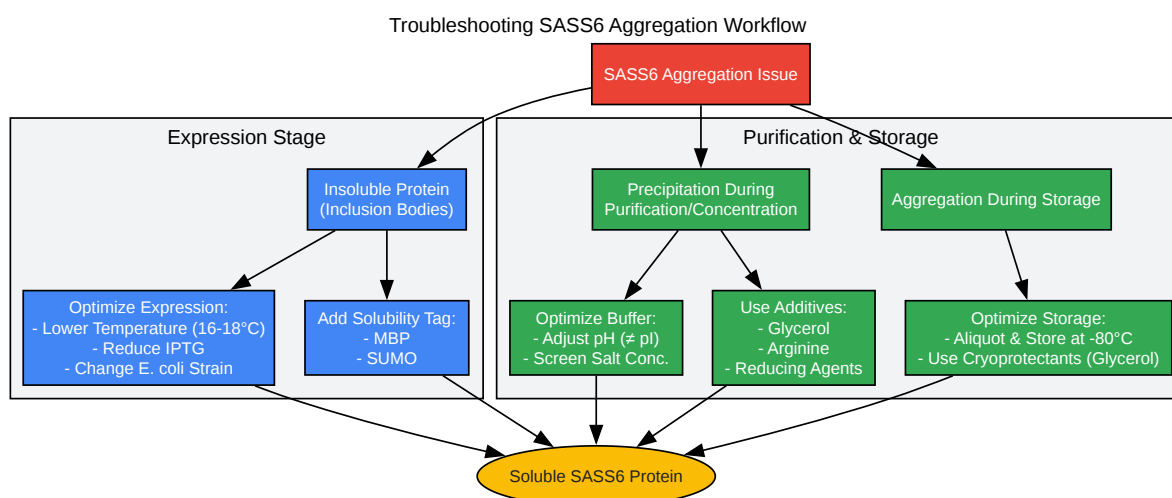 Troubleshooting SASS6 Aggregation Workflow
SASS6 Aggregation Issue
Expression Stage
Purification & Storage
Insoluble Protein
(Inclusion Bodies)
Precipitation During
Purification/Concentration
Aggregation During Storage
Optimize Expression:
- Lower Temperature (16-18°C)
- Reduce IPTG
- Change E. coli Strain
Add Solubility Tag:
- MBP
- SUMO
Optimize Buffer:
- Adjust pH (≠ pI)
- Screen Salt Conc.
Use Additives:
- Glycerol
- Arginine
- Reducing Agents
Optimize Storage:
- Aliquot & Store at -80°C
- Use Cryoprotectants (Glycerol)
Soluble SASS6 Protein